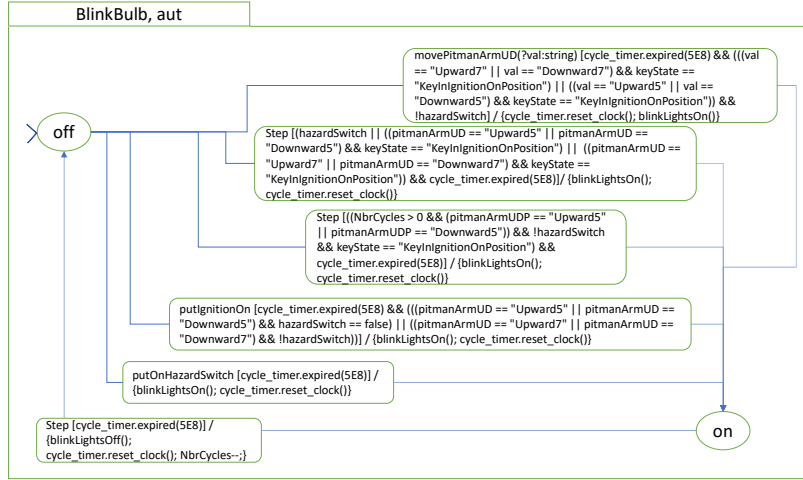 BlinkBulb, aut
movePitmanArmUD(?val:string) [cycle_timer.expired(5E8) && (((val
== "Upward7" || val == "Downward7") && keyState ==
"KeyInIgnitionOnPosition") || ((val == "Upward5" || val ==
"Downward5") && keyState == "KeyInIgnitionOnPosition")) &&
!hazardSwitch] / {cycle_timer.reset_clock(); blinkLightsOn()}
off
Step [(hazardSwitch || ((pitmanArmUD == "Upward5" || pitmanArmUD ==
"Downward5") && keyState == "KeyInIgnitionOnPosition") || ((pitmanArmUD ==
"Upward7" || pitmanArmUD == "Downward7") && keyState ==
"KeyInIgnitionOnPosition")) && cycle_timer.expired(5E8)]/ {blinkLightsOn();
cycle_timer.reset_clock()}
Step [((NbrCycles > 0 && (pitmanArmUDP == "Upward5"
|| pitmanArmUDP == "Downward5")) && !hazardSwitch
&& keyState == "KeyInIgnitionOnPosition") &&
cycle_timer.expired(5E8)] / {blinkLightsOn();
cycle_timer.reset_clock()}
putIgnitionOn [cycle_timer.expired(5E8) && (((pitmanArmUD == "Upward5" || pitmanArmUD ==
"Downward5") && hazardSwitch == false) || ((pitmanArmUD == "Upward7" || pitmanArmUD ==
"Downward7") && !hazardSwitch))] / {blinkLightsOn(); cycle_timer.reset_clock()}
putOnHazardSwitch [cycle_timer.expired(5E8)] /
{blinkLightsOn(); cycle_timer.reset_clock()}
Step [cycle_timer.expired(5E8)] /
{blinkLightsOff();
cycle_timer.reset_clock(); NbrCycles--;}
on